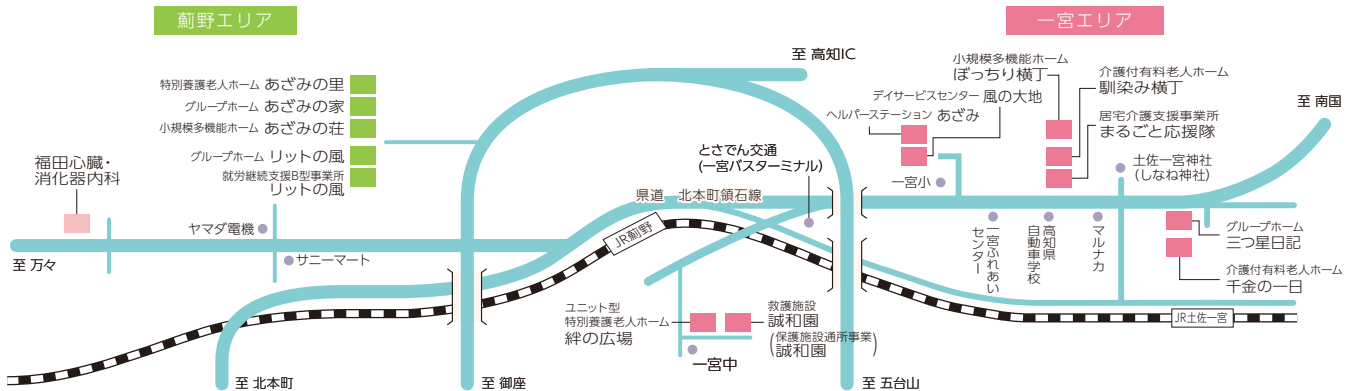 薊野エリア
一宮エリア
至 高知IC
特別養護老人ホーム あざみの里
グループホーム あざみの家
小規模多機能ホーム あざみの荘
グループホーム リットの風
就労継続支援B型事業所
リットの風
福田心臓・
消化器内科
ヤマダ電機
サニーマート
至 万々
至 北本町
至 御座
至 五台山
至 南国
県道 北本町領石線
JR薊野
とさでん交通
(一宮バスターミナル)
小規模多機能ホーム
ぼっちり横丁
デイサービスセンター 風の大地
ヘルパーステーション あざみ
介護付有料老人ホーム
馴染み横丁
居宅介護支援事業所
まるごと応援隊
一宮小
土佐一宮神社
(しなね神社)
一宮ふれあい
センター
高知県
自動車学校
マルナカ
グループホーム
三つ星日記
介護付有料老人ホーム
千金の一日
JR土佐一宮
ユニット型
特別養護老人ホーム
絆の広場
救護施設
誠和園
(保護施設通所事業)
誠和園
一宮中